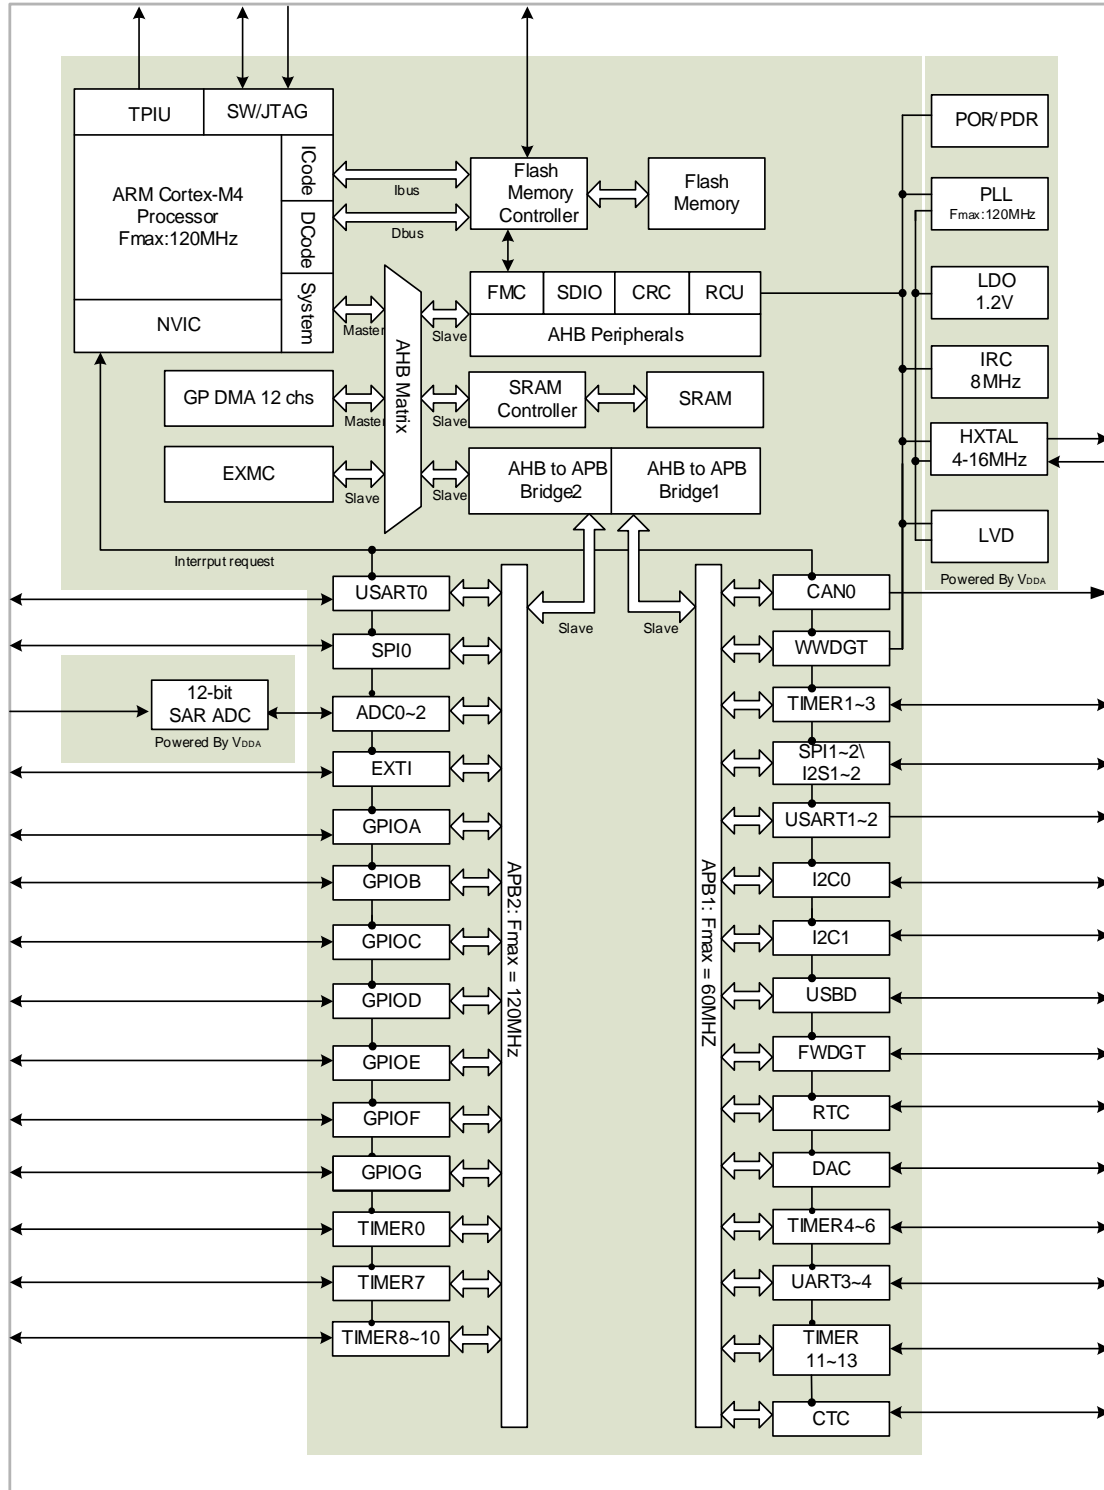 TPIU
SW/JTAG
ARM Cortex-M4
Processor
Fmax:120MHz
ICode
DCode
System
NVIC
Ibus
Dbus
Flash
Memory
Controller
Flash
Memory
FMC
SDIO
CRC
RCU
AHB Peripherals
Master
Slave
AHB Matrix
GP DMA 12 chs
Master
Slave
SRAM
Controller
SRAM
EXMC
Slave
Slave
AHB to APB
Bridge2
AHB to APB
Bridge1
POR/PDR
PLL
Fmax:120MHz
LDO
1.2V
IRC
8MHz
HXTAL
4-16MHz
LVD
Powered By VDDA
Interrput request
Slave
Slave
USART0
SPI0
12-bit
SAR ADC
Powered By VDDA
ADC0~2
EXTI
GPIOA
GPIOB
GPIOC
GPIOD
GPIOE
GPIOF
GPIOG
TIMER0
TIMER7
TIMER8~10
APB2: Fmax = 120MHz
APB1: Fmax = 60MHZ
CAN0
WWDGT
TIMER1~3
SPI1~2\
I2S1~2
USART1~2
I2C0
I2C1
USBD
FWDGT
RTC
DAC
TIMER4~6
UART3~4
TIMER
11~13
CTC